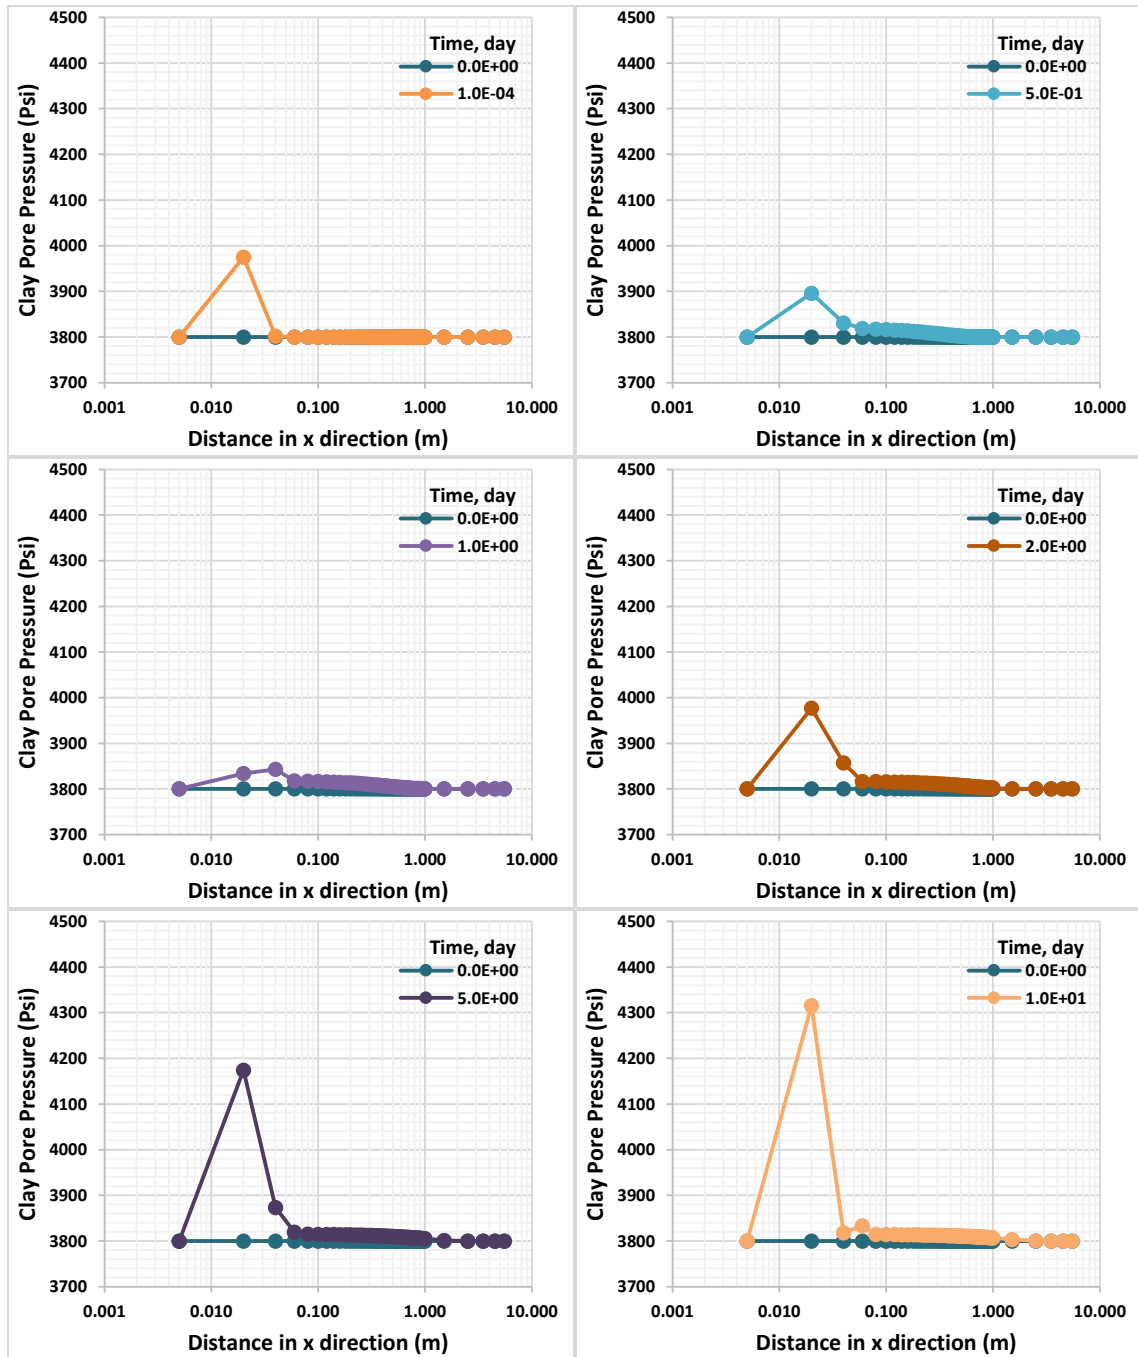 Clay Pore Pressure (Psi)
4500
4400
4300
4200
4100
4000
3900
3800
3700
Time, day
0.0E+00
1.0E-04
0.001 0.010 0.100 1.000 10.000
Distance in x direction (m)
Clay Pore Pressure (Psi)
4500
4400
4300
4200
4100
4000
3900
3800
3700
Time, day
0.0E+00
5.0E-01
0.001 0.010 0.100 1.000 10.000
Distance in x direction (m)
Clay Pore Pressure (Psi)
4500
4400
4300
4200
4100
4000
3900
3800
3700
Time, day
0.0E+00
1.0E+00
0.001 0.010 0.100 1.000 10.000
Distance in x direction (m)
Clay Pore Pressure (Psi)
4500
4400
4300
4200
4100
4000
3900
3800
3700
Time, day
0.0E+00
2.0E+00
0.001 0.010 0.100 1.000 10.000
Distance in x direction (m)
Clay Pore Pressure (Psi)
4500
4400
4300
4200
4100
4000
3900
3800
3700
Time, day
0.0E+00
5.0E+00
0.001 0.010 0.100 1.000 10.000
Distance in x direction (m)
Clay Pore Pressure (Psi)
4500
4400
4300
4200
4100
4000
3900
3800
3700
Time, day
0.0E+00
1.0E+01
0.001 0.010 0.100 1.000 10.000
Distance in x direction (m)